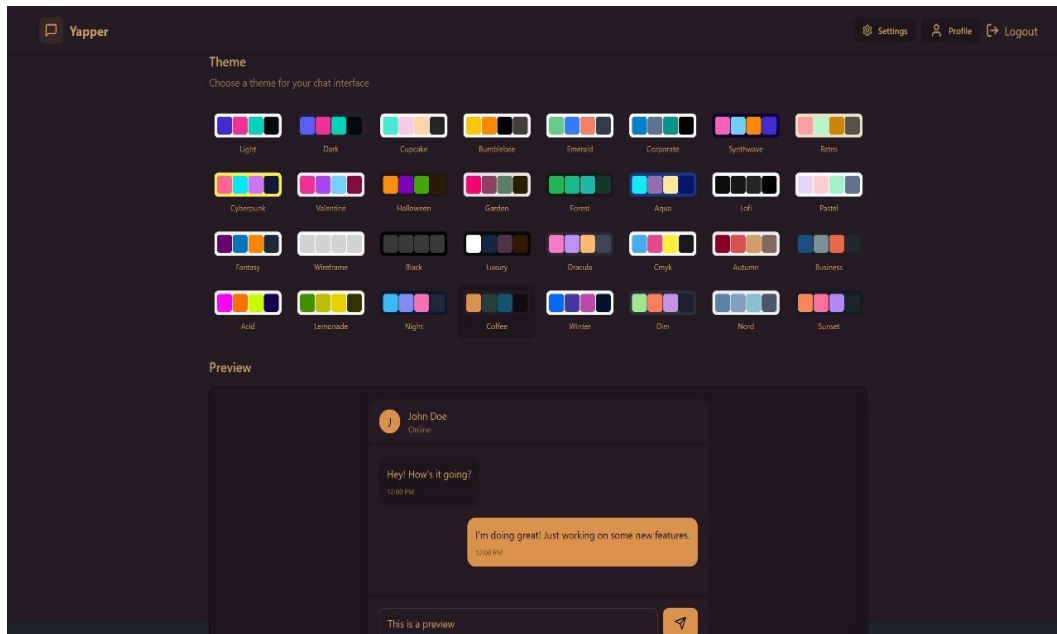 Yapper
Settings Profile Logout
Theme
Choose a theme for your chat interface
Light Dark Cupcake Bumblebee Emerald Corporate Synthwave Retro
Cyberpunk Valentine Halloween Garden Forest Aqua Lofi Pastel
Fantasy Wireframe Black Luxury Dracula Cmyk Autumn Business
Acid Lemonade Night Coffee Winter Dim Nord Sunset
Preview
J
John Doe
Online
Hey! How's it going?
12:00 PM
I'm doing great! Just working on some new features.
12:00 PM
This is a preview